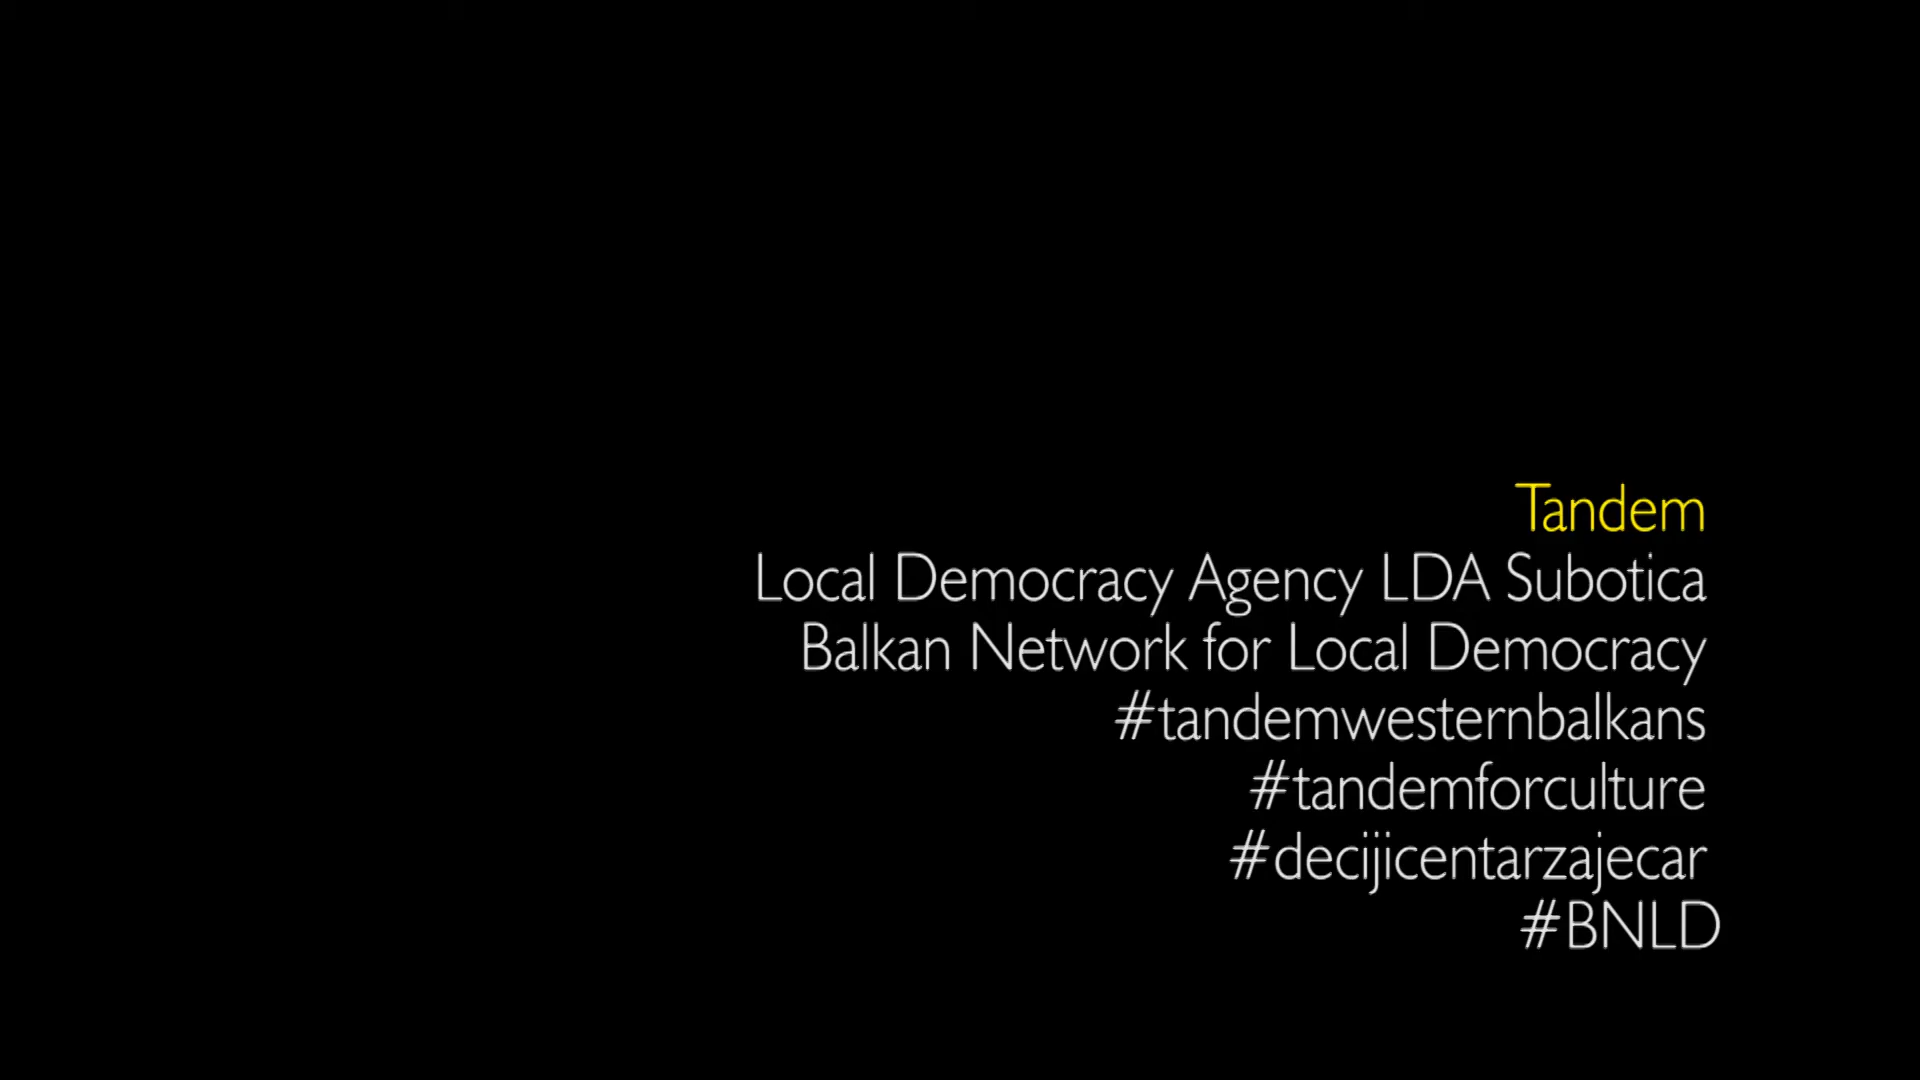 Tandem
Local Democracy Agency LDA Subotica
Balkan Network for Local Democracy
#tandemwesternbalkans
#tandemforculture
#decijicentarzajecar
#BNLD